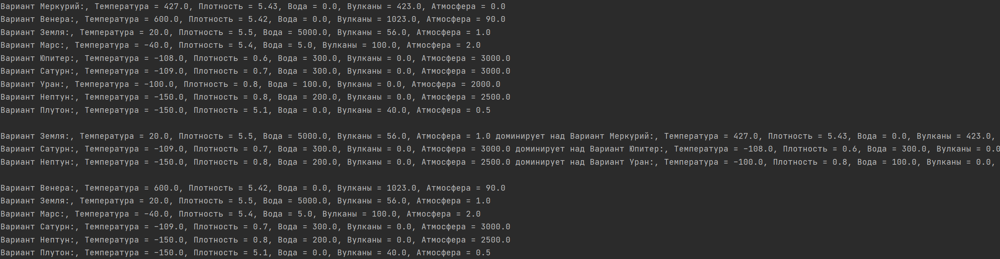 Вариант Меркурий:, Температура = 427.0, Плотность = 5.43, Вода = 0.0, Вулканы = 423.0, Атмосфера = 0.0
Вариант Венера:, Температура = 600.0, Плотность = 5.42, Вода = 0.0, Вулканы = 1023.0, Атмосфера = 90.0
Вариант Земля:, Температура = 20.0, Плотность = 5.5, Вода = 5000.0, Вулканы = 56.0, Атмосфера = 1.0
Вариант Марс:, Температура = -40.0, Плотность = 5.4, Вода = 5.0, Вулканы = 100.0, Атмосфера = 2.0
Вариант Юпитер:, Температура = -108.0, Плотность = 0.6, Вода = 300.0, Вулканы = 0.0, Атмосфера = 3000.0
Вариант Сатурн:, Температура = -109.0, Плотность = 0.7, Вода = 300.0, Вулканы = 0.0, Атмосфера = 3000.0
Вариант Уран:, Температура = -100.0, Плотность = 0.8, Вода = 100.0, Вулканы = 0.0, Атмосфера = 2000.0
Вариант Нептун:, Температура = -150.0, Плотность = 0.8, Вода = 200.0, Вулканы = 0.0, Атмосфера = 2500.0
Вариант Плутон:, Температура = -150.0, Плотность = 5.1, Вода = 0.0, Вулканы = 40.0, Атмосфера = 0.5
Вариант Земля:, Температура = 20.0, Плотность = 5.5, Вода = 5000.0, Вулканы = 56.0, Атмосфера = 1.0 доминирует над Вариант Меркурий:, Температура = 427.0, Плотность = 5.43, Вода = 0.0, Вулканы = 423.0,
Вариант Сатурн:, Температура = -109.0, Плотность = 0.7, Вода = 300.0, Вулканы = 0.0, Атмосфера = 3000.0 доминирует над Вариант Юпитер:, Температура = -108.0, Плотность = 0.6, Вода = 300.0, Вулканы = 0.0
Вариант Нептун:, Температура = -150.0, Плотность = 0.8, Вода = 200.0, Вулканы = 0.0, Атмосфера = 2500.0 доминирует над Вариант Уран:, Температура = -100.0, Плотность = 0.8, Вода = 100.0, Вулканы = 0.0,
Вариант Венера:, Температура = 600.0, Плотность = 5.42, Вода = 0.0, Вулканы = 1023.0, Атмосфера = 90.0
Вариант Земля:, Температура = 20.0, Плотность = 5.5, Вода = 5000.0, Вулканы = 56.0, Атмосфера = 1.0
Вариант Марс:, Температура = -40.0, Плотность = 5.4, Вода = 5.0, Вулканы = 100.0, Атмосфера = 2.0
Вариант Сатурн:, Температура = -109.0, Плотность = 0.7, Вода = 300.0, Вулканы = 0.0, Атмосфера = 3000.0
Вариант Нептун:, Температура = -150.0, Плотность = 0.8, Вода = 200.0, Вулканы = 0.0, Атмосфера = 2500.0
Вариант Плутон:, Температура = -150.0, Плотность = 5.1, Вода = 0.0, Вулканы = 40.0, Атмосфера = 0.5